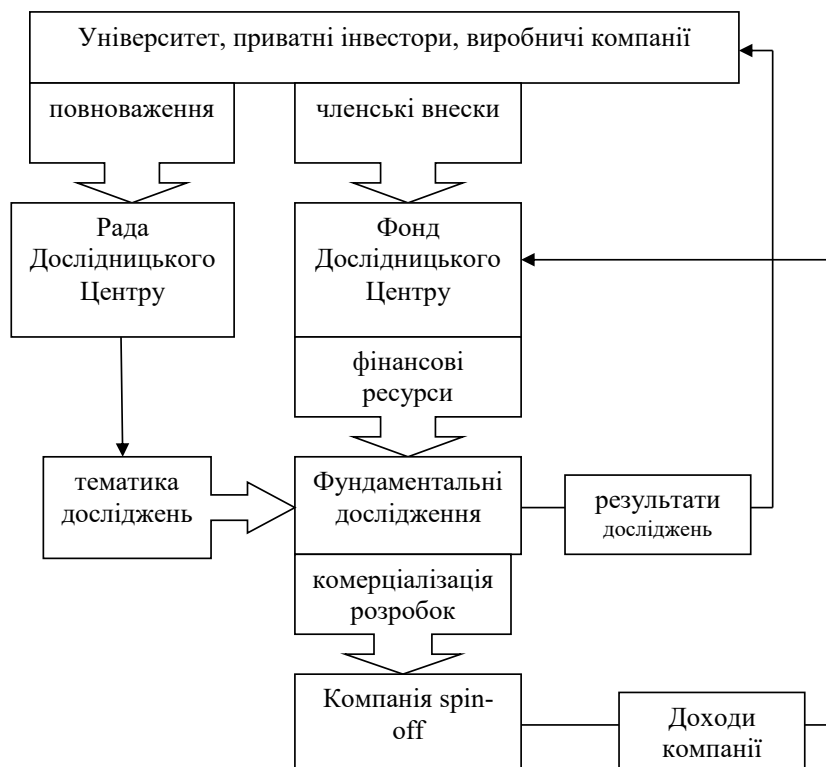 Університет, приватні інвестори, виробничі компанії
повноваження
членські внески
Рада
Дослідницького
Центру
Фонд
Дослідницького
Центру
фінансові
ресурси
тематика
досліджень
Фундаментальні
дослідження
результати
досліджень
комерціалізація
розробок
Компанія spin-
off
Доходи
компанії